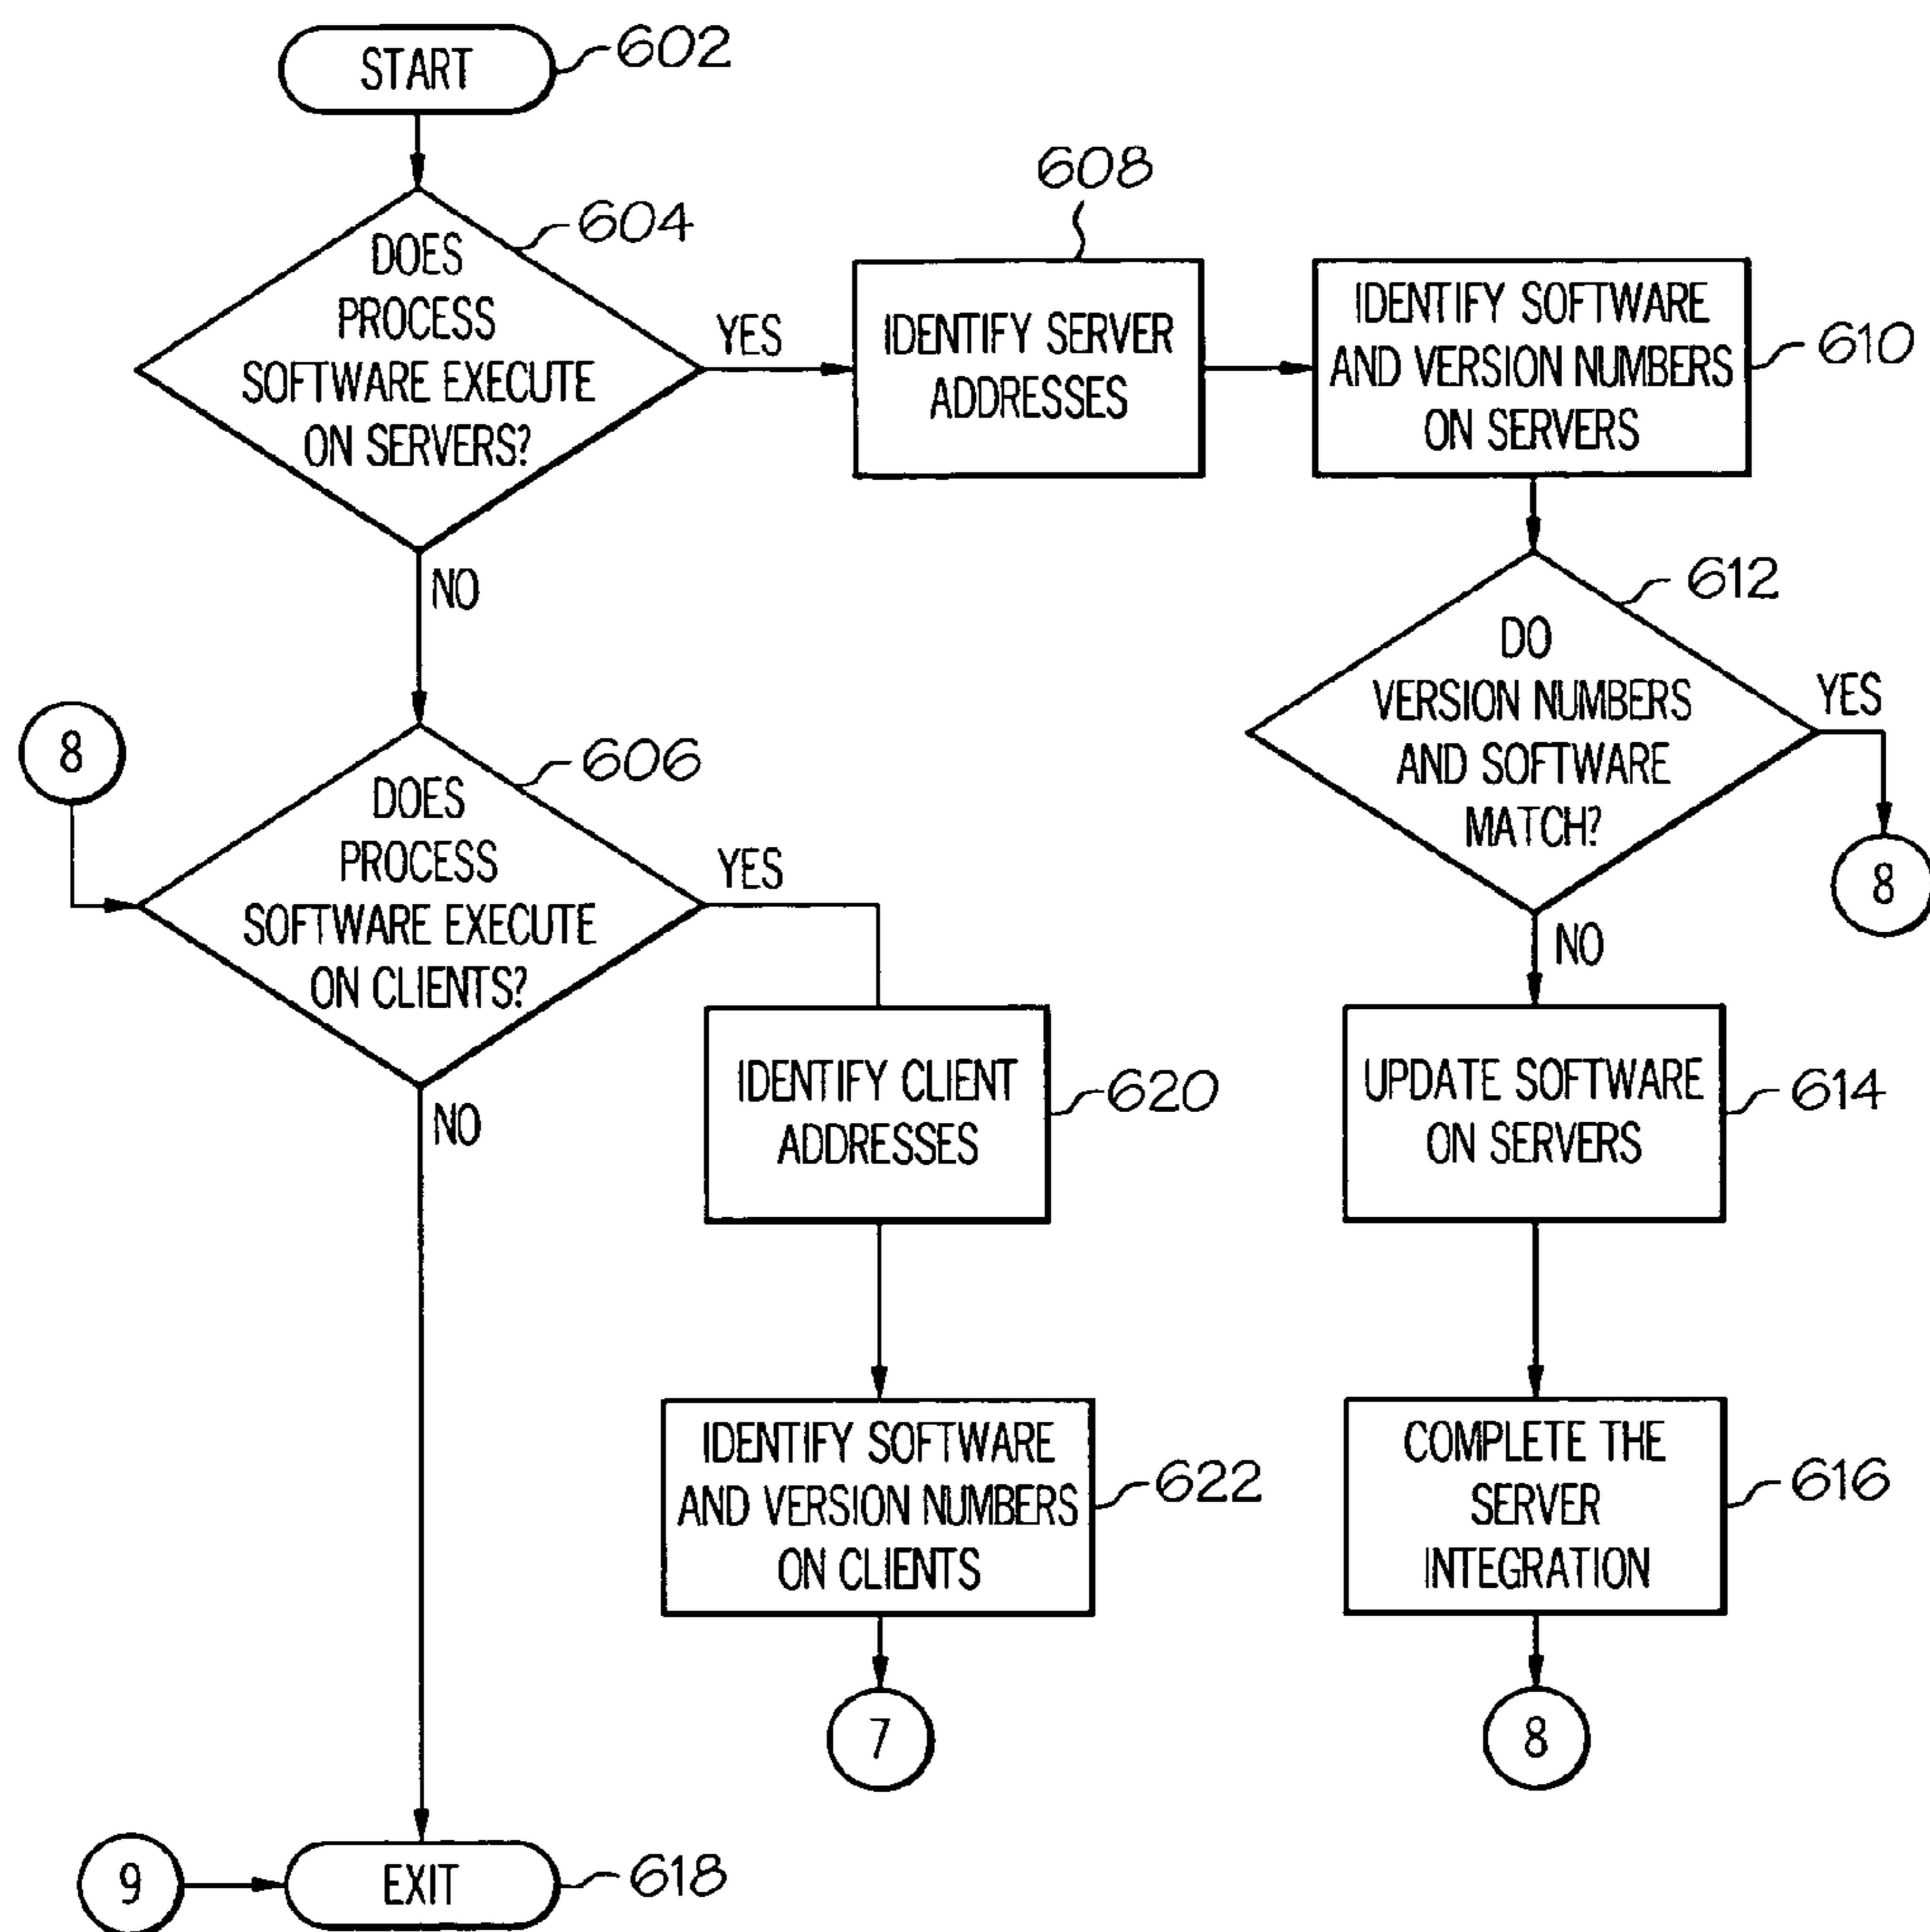 START
602
DOES
PROCESS
SOFTWARE EXECUTE
ON SERVERS?
604
YES
NO
608
IDENTIFY SERVER
ADDRESSES
IDENTIFY SOFTWARE
AND VERSION NUMBERS
ON SERVERS
610
DO
VERSION NUMBERS
AND SOFTWARE
MATCH?
612
YES
8
NO
8
DOES
PROCESS
SOFTWARE EXECUTE
ON CLIENTS?
606
YES
NO
IDENTIFY CLIENT
ADDRESSES
620
UPDATE SOFTWARE
ON SERVERS
614
IDENTIFY SOFTWARE
AND VERSION NUMBERS
ON CLIENTS
622
COMPLETE THE
SERVER
INTEGRATION
616
7
8
9
EXIT
618